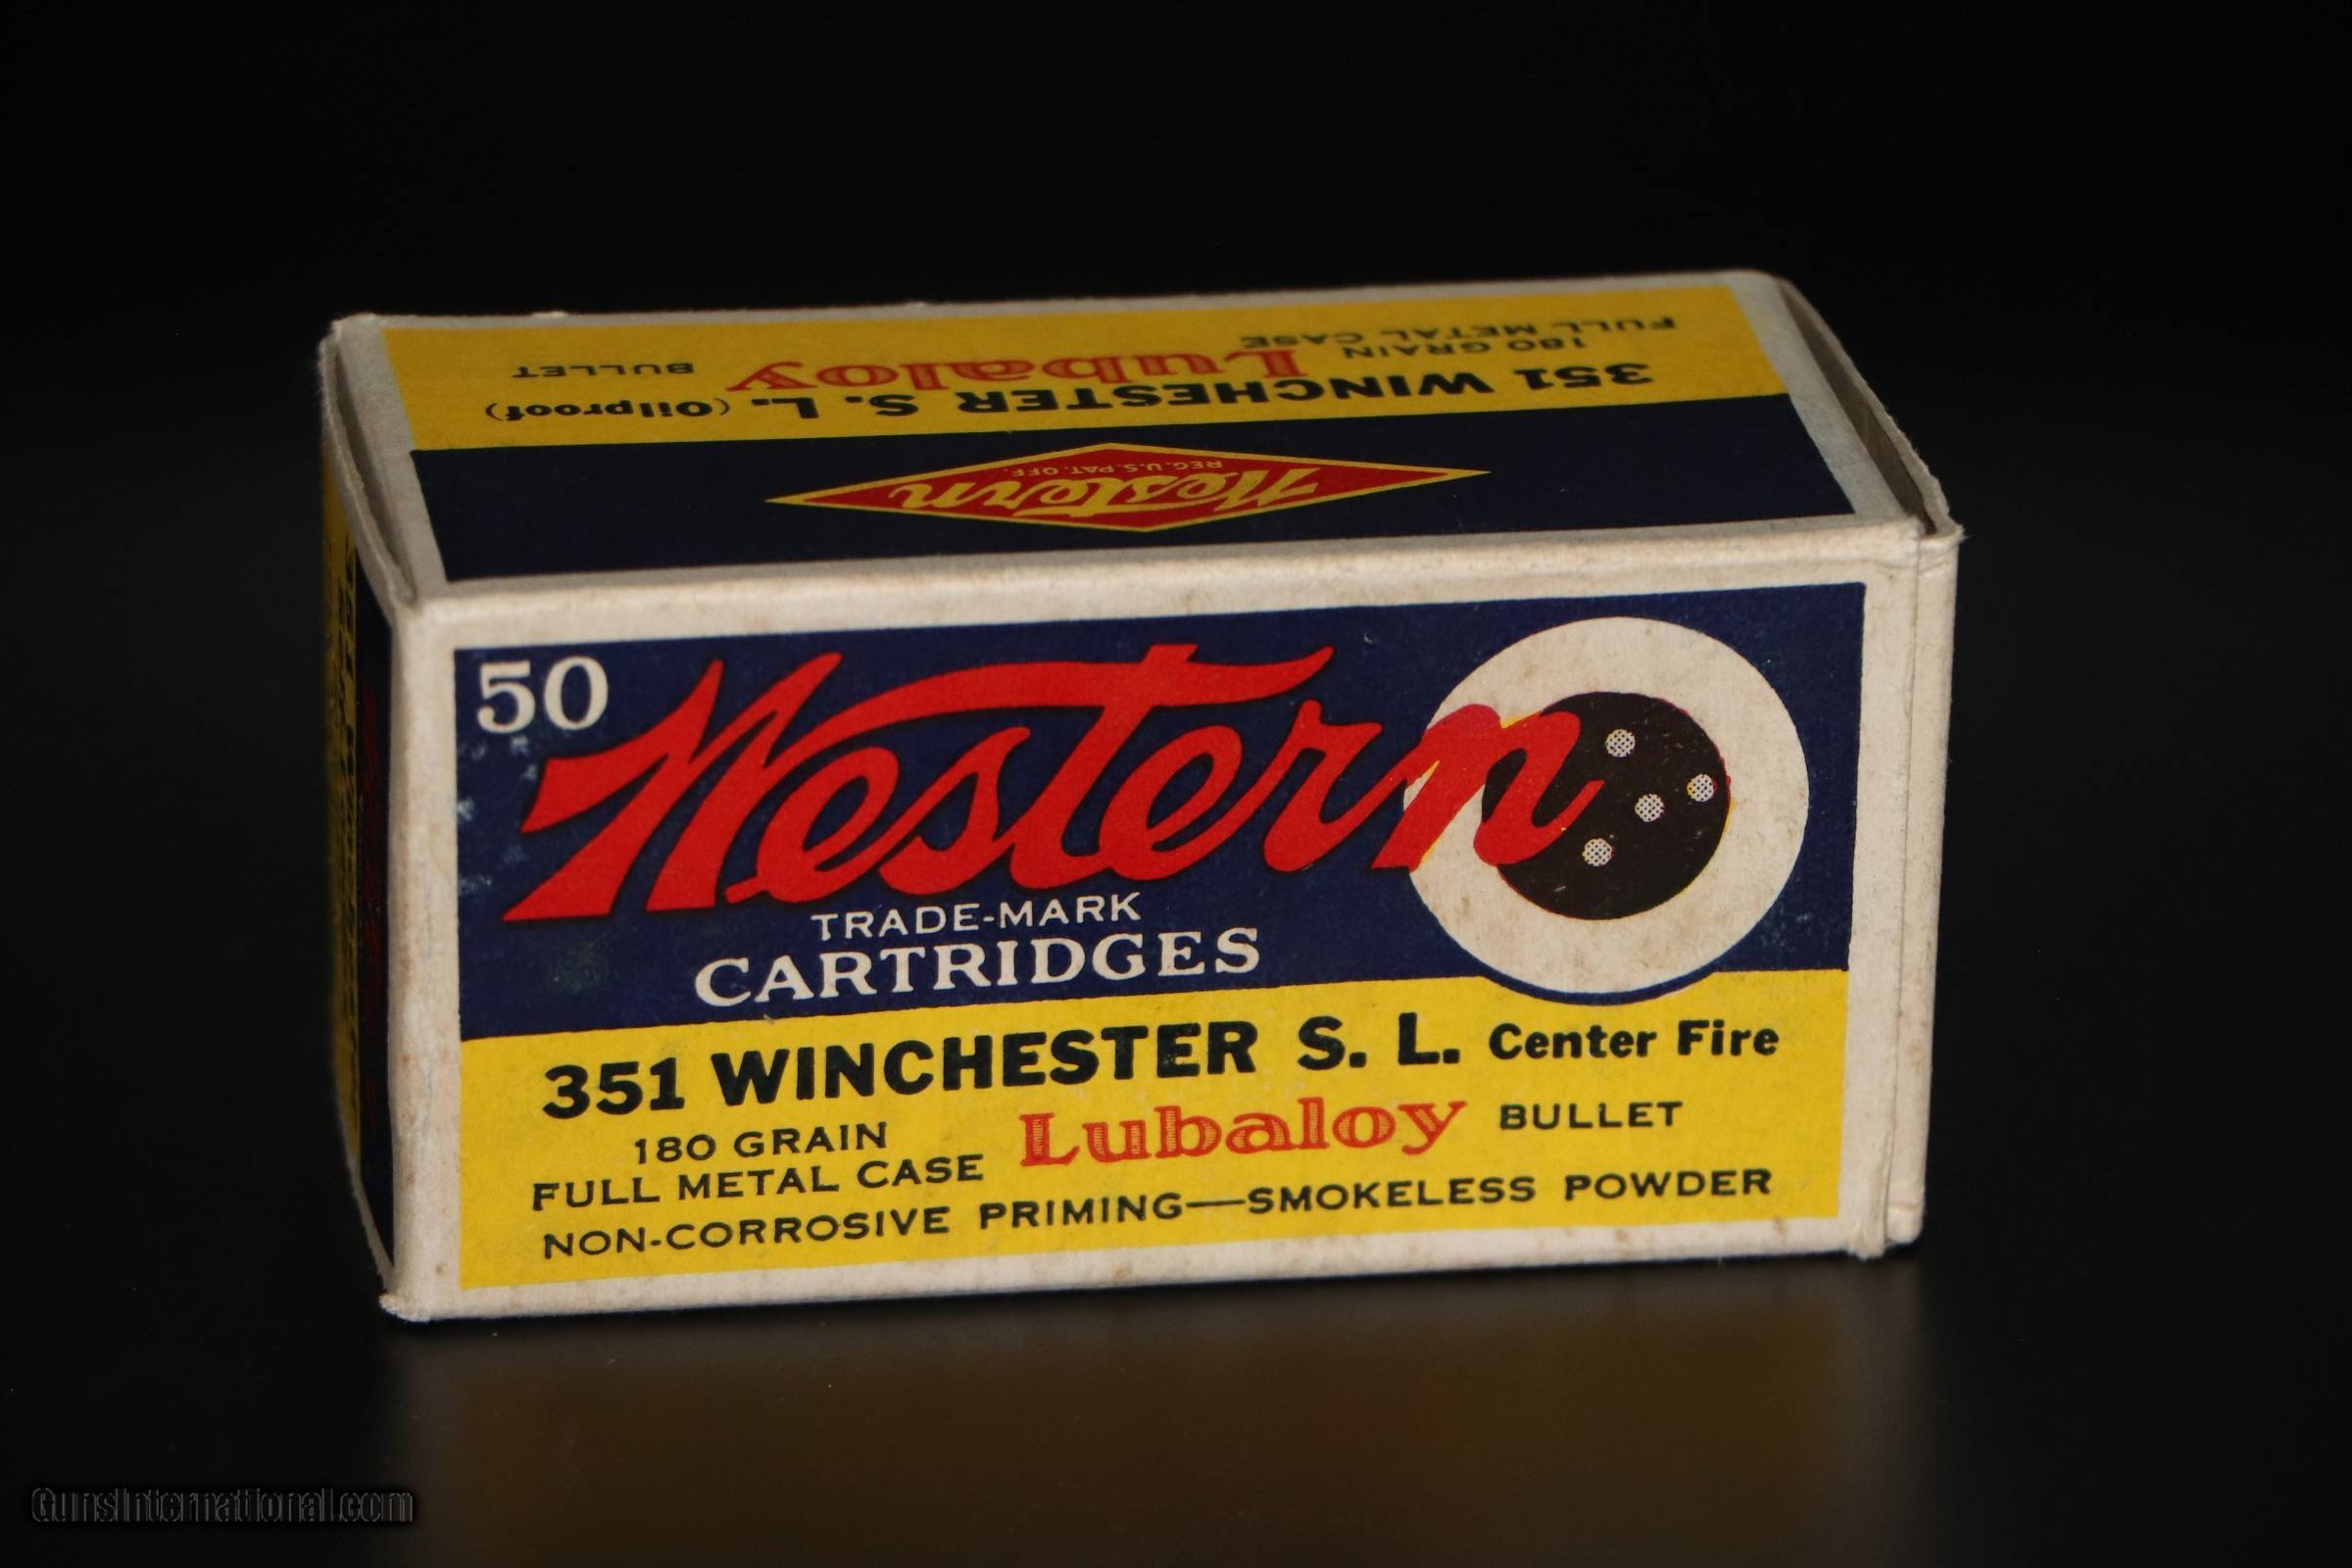 351 WINCHESTER S. L. (Oilproof)
180 GRAIN
FULL METAL CASE
Lubaloy BULLET
Western
REG. U.S. PAT. OFF.
50
Western
TRADE-MARK
CARTRIDGES
351 WINCHESTER S. L. Center Fire
180 GRAIN
FULL METAL CASE
Lubaloy BULLET
NON-CORROSIVE PRIMING—SMOKELESS POWDER
GunsInternational.com